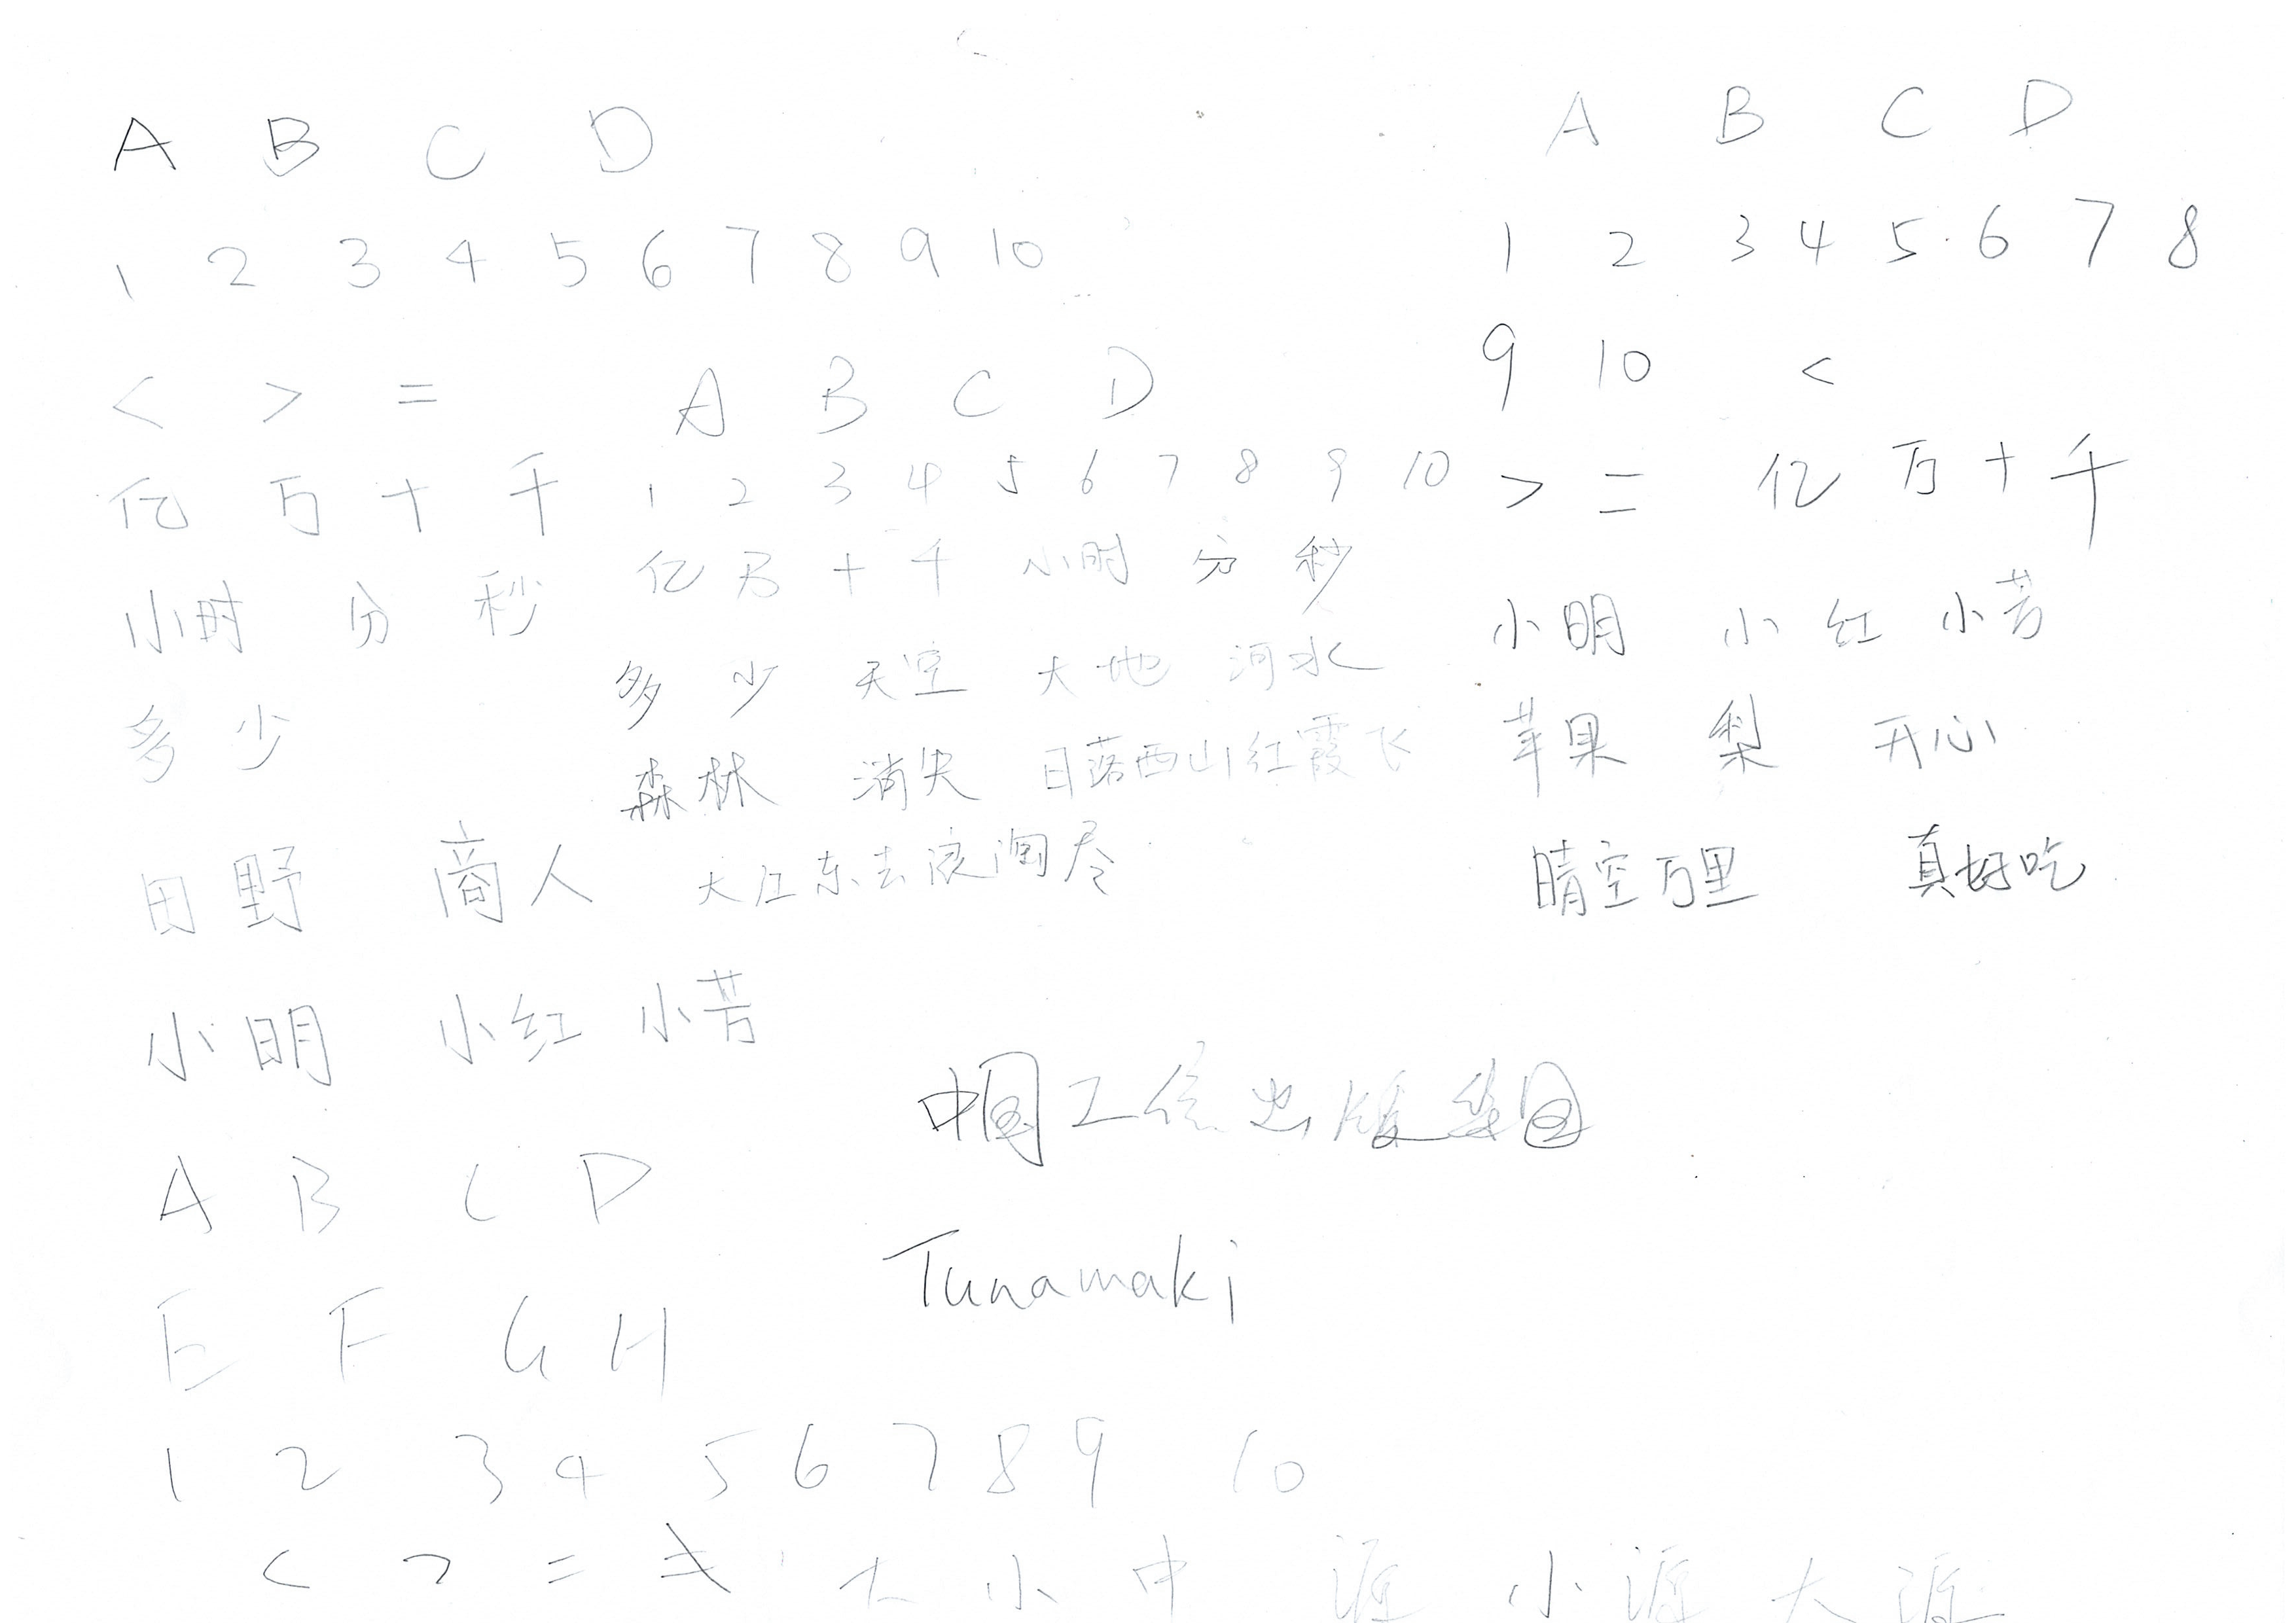 A B C D
1 2 3 4 5 6 7 8 9 10
< > =
亿 万 十 千
小时 分 秒
多 少
田野 商人
小明 小红 小芳
A B C D
1 2 3 4 5 6 7 8 9 10
亿 万 十 千 小时 分 秒
多 少 天空 大地 河水
森林 消失 日落西山红霞飞
大江东去浪淘尽
A B C D
1 2 3 4 5 6 7 8
9 10 <
> = 亿 万 十 千
小明 小红 小芳
苹果 梨 开心
晴空万里 真好吃
中国工信出版集团
Tunamaki
A B C D
E F G H
1 2 3 4 5 6 7 8 9 10
< > = ≠ 大 小 中 源 小源 大源